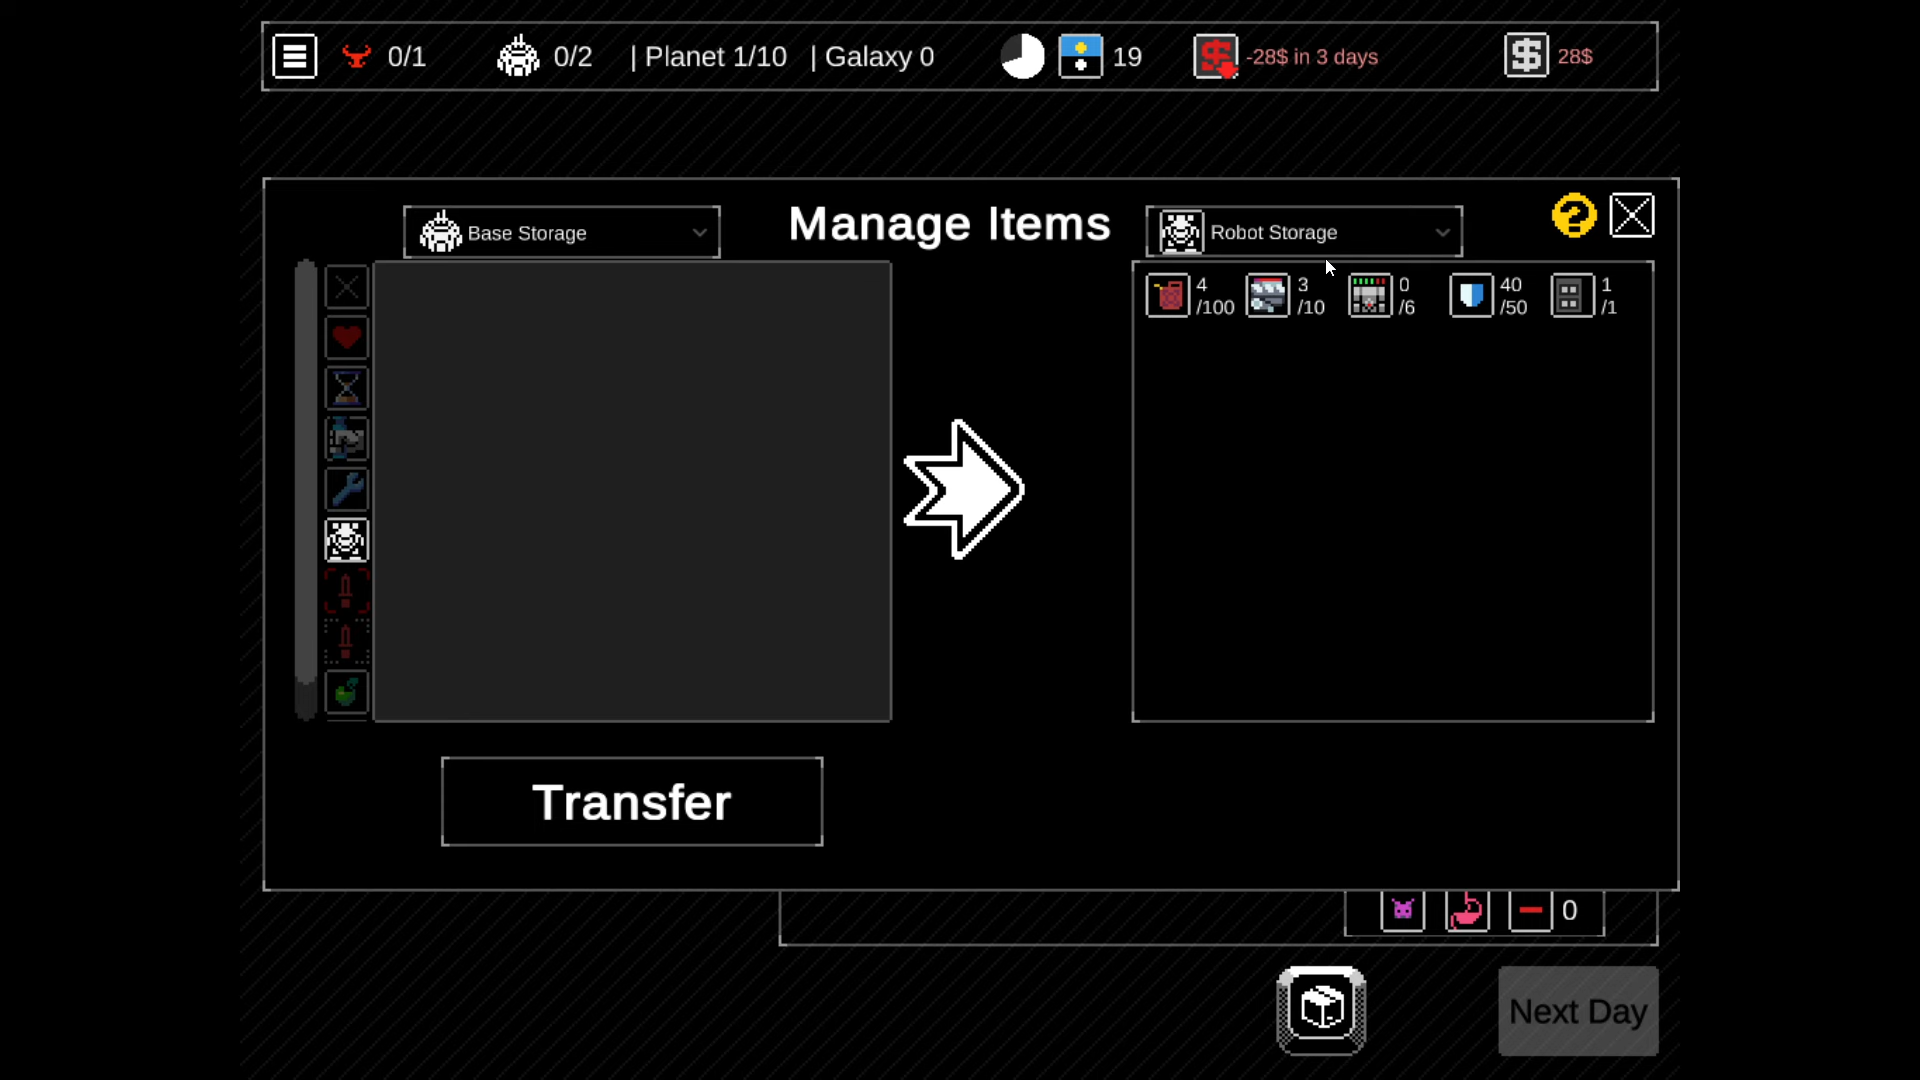 0/1 0/2 | Planet 1/10 | Galaxy 0 19 -28$ in 3 days 28$
Base Storage Manage Items Robot Storage
4 /100 3 /10 0 /6 40 /50 1 /1
Transfer
0
Next Day